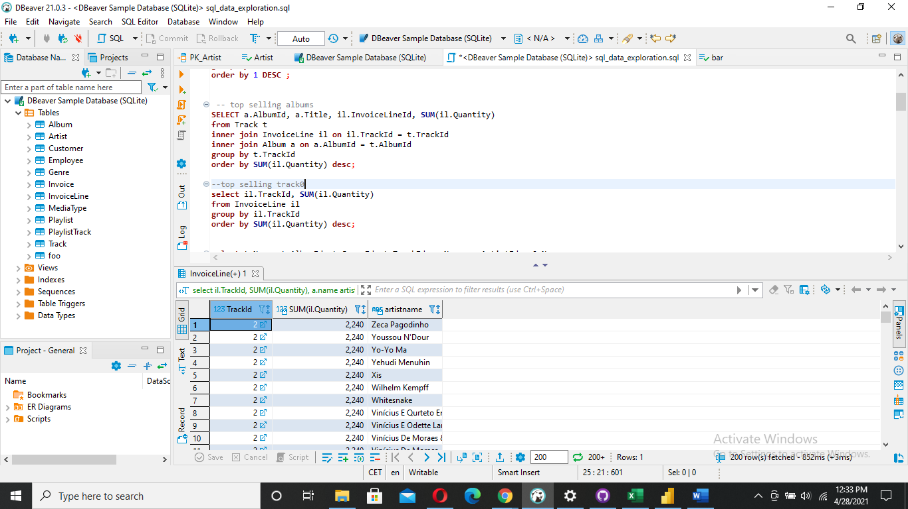 DBeaver 21.0.3 - <DBeaver Sample Database (SQLite)> sql_data_exploration.sql
File Edit Navigate Search SQL Editor Database Window Help
SQL Commit Rollback Auto DBeaver Sample Database (SQLite) < N/A >
Database Na... Projects PK_Artist Artist DBeaver Sample Database (SQLite) *<DBeaver Sample Database (SQLite)> sql_data_exploration.sql bar
Enter a part of table name here
DBeaver Sample Database (SQLite)
Tables
Album
Artist
Customer
Employee
Genre
Invoice
InvoiceLine
MediaType
Playlist
PlaylistTrack
Track
foo
Views
Indexes
Sequences
Table Triggers
Data Types
order by 1 DESC ;
-- top selling albums
SELECT a.AlbumId, a.Title, il.InvoiceLineId, SUM(il.Quantity)
from Track t
inner join InvoiceLine il on il.TrackId = t.TrackId
inner join Album a on a.AlbumId = t.AlbumId
group by t.TrackId
order by SUM(il.Quantity) desc;
--top selling track
select il.TrackId, SUM(il.Quantity)
from InvoiceLine il
group by il.TrackId
order by SUM(il.Quantity) desc;
Out
Log
InvoiceLine(+) 1
select il.TrackId, SUM(il.Quantity), a.name artis Enter a SQL expression to filter results (use Ctrl+Space)
Grid
Text
Record
Panels
123 TrackId 123 SUM(il.Quantity) artistname
1 2 2,240 Zeca Pagodinho
2 2 2,240 Youssou N'Dour
3 2 2,240 Yo-Yo Ma
4 2 2,240 Yehudi Menuhin
5 2 2,240 Xis
6 2 2,240 Wilhelm Kempff
7 2 2,240 Whitesnake
8 2 2,240 Vinícius E Qurteto Er
9 2 2,240 Vinícius E Odette La
10 2 2,240 Vinícius De Moraes
Save Cancel Script 200 200+ Rows: 1
200 row(s) fetched - 852ms (+3ms)
Project - General
Name DataSc
Bookmarks
ER Diagrams
Scripts
Activate Windows
CET en Writable Smart Insert 25 : 21 : 601 Sel: 0 | 0
Type here to search
12:33 PM
4/28/2021